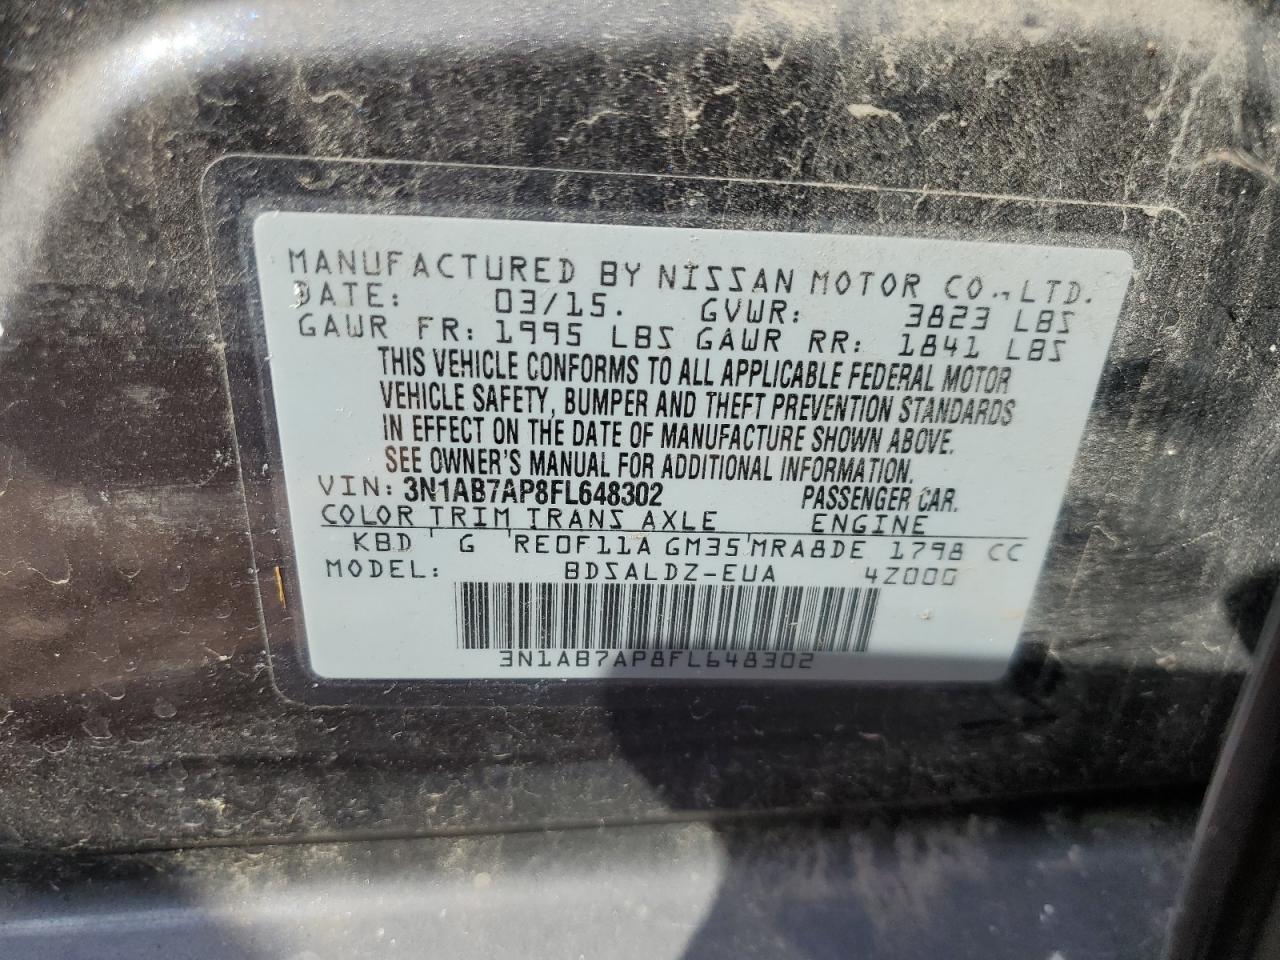 MANUFACTURED BY NISSAN MOTOR CO., LTD.
DATE: 03/15. GVWR: 3823 LBS
GAWR FR: 1995 LBS GAWR RR: 1841 LBS
THIS VEHICLE CONFORMS TO ALL APPLICABLE FEDERAL MOTOR
VEHICLE SAFETY, BUMPER AND THEFT PREVENTION STANDARDS
IN EFFECT ON THE DATE OF MANUFACTURE SHOWN ABOVE.
SEE OWNER'S MANUAL FOR ADDITIONAL INFORMATION.
VIN: 3N1AB7AP8FL648302 PASSENGER CAR.
COLOR TRIM TRANS AXLE ENGINE
KBD G RE0F11A GM35 MRA8DE 1798 CC
MODEL: BDSALDZ-EUA 4Z000
3N1AB7AP8FL648302